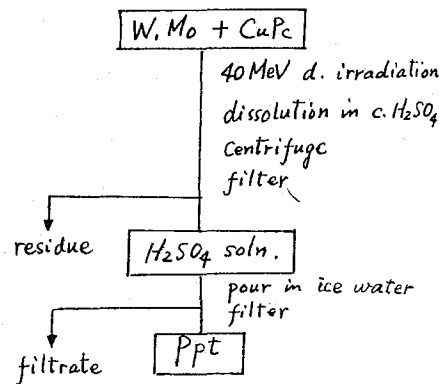 W. Mo + CuPc
40 MeV d. irradiation
dissolution in c. H₂SO₄
Centrifuge
filter
residue
H₂SO₄ soln.
pour in ice water
filter
filtrate
Ppt